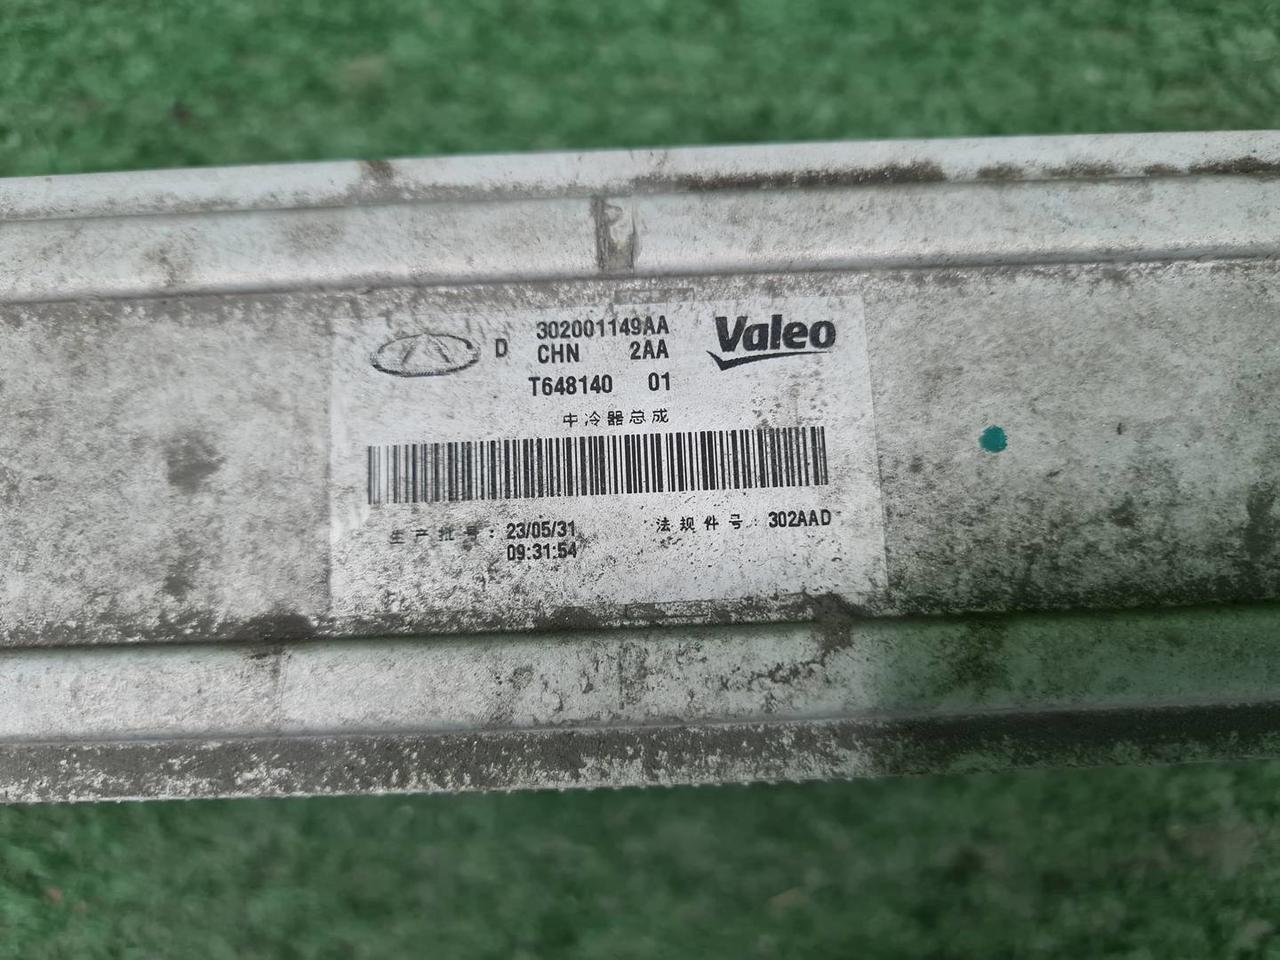 302001149AA
D CHN 2AA
Valeo
T648140 01
中冷器总成
生产批号: 23/05/31
09:31:54
法规件号: 302AAD